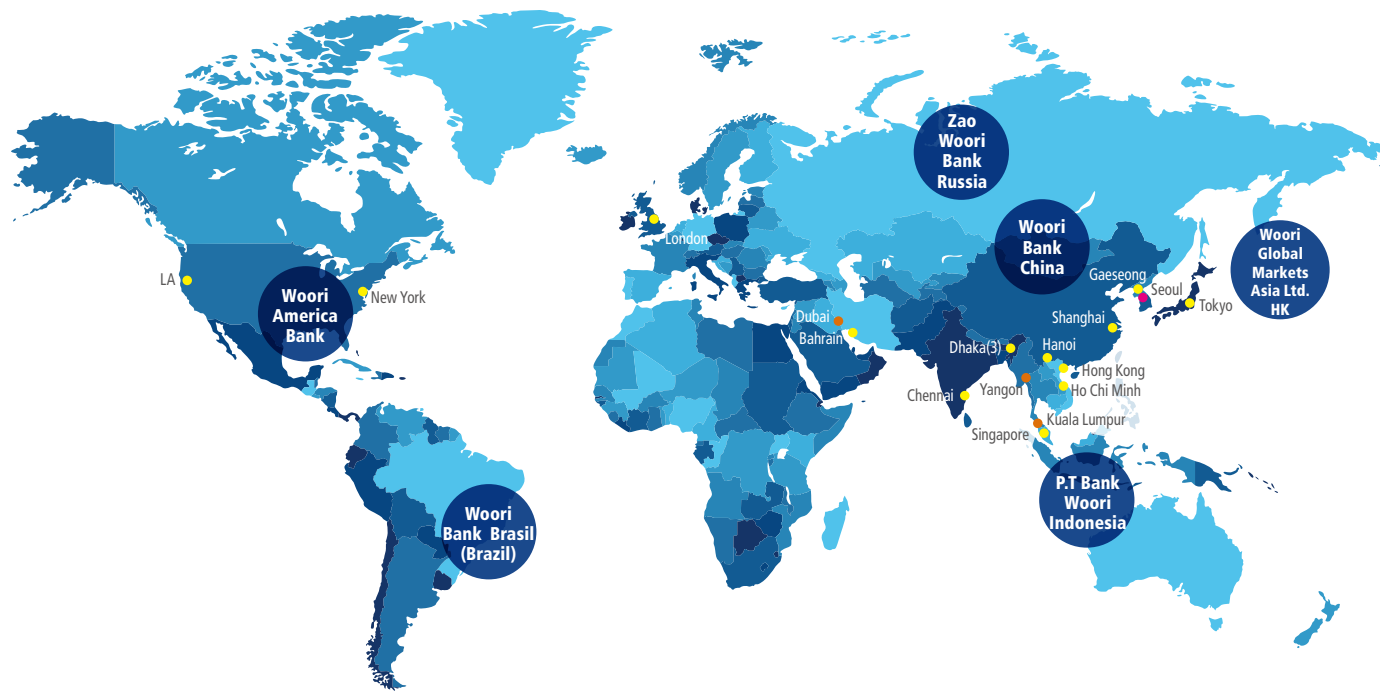 Zao
Woori
Bank
Russia
Woori
Bank
China
Woori
Global
Markets
Asia Ltd.
HK
London
LA
New York
Woori
America
Bank
Gaeseong
Seoul
Tokyo
Shanghai
Dubai
Bahrain
Dhaka(3)
Hanoi
Hong Kong
Ho Chi Minh
Yangon
Chennai
Kuala Lumpur
Singapore
P.T Bank
Woori
Indonesia
Woori
Bank Brasil
(Brazil)